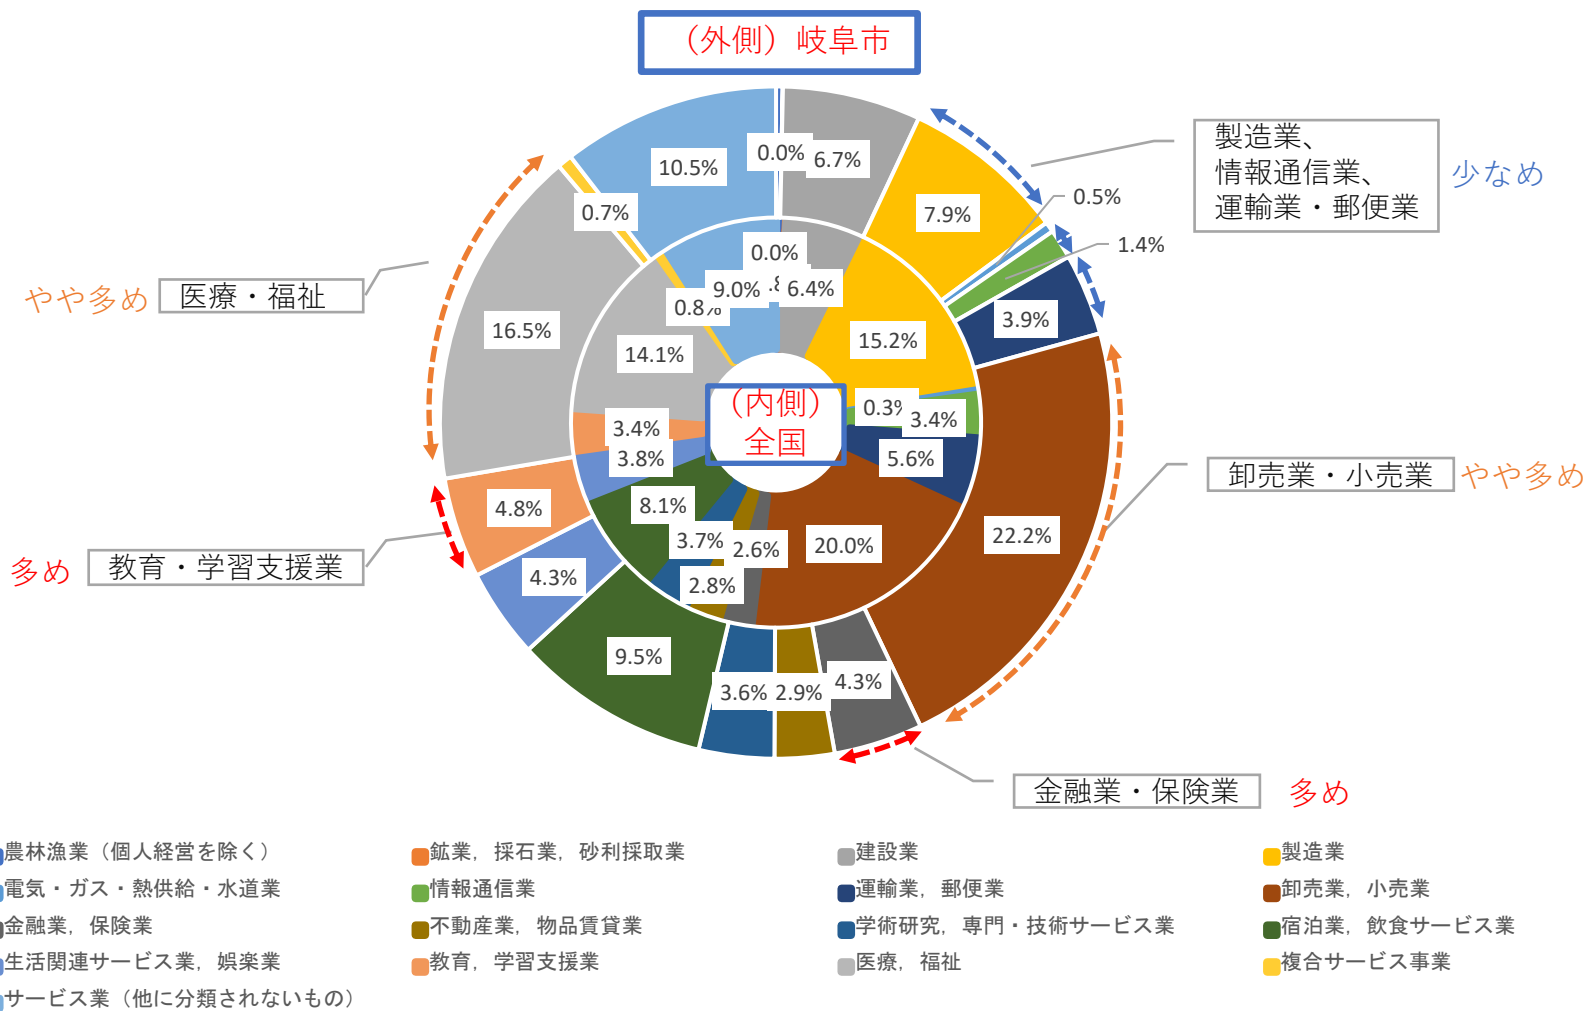 （外側）岐阜市
製造業、
情報通信業、
運輸業・郵便業
少なめ
0.0%
6.7%
10.5%
0.7%
7.9%
0.5%
1.4%
3.9%
やや多め
医療・福祉
16.5%
0.0%
9.0%
6.4%
0.8%
14.1%
15.2%
0.3%
3.4%
5.6%
（内側）
全国
3.4%
3.8%
8.1%
3.7%
2.8%
2.6%
20.0%
卸売業・小売業
やや多め
22.2%
4.8%
多め
教育・学習支援業
4.3%
9.5%
3.6%
2.9%
4.3%
金融業・保険業
多め
農林漁業（個人経営を除く）
鉱業，採石業，砂利採取業
建設業
製造業
電気・ガス・熱供給・水道業
情報通信業
運輸業，郵便業
卸売業，小売業
金融業，保険業
不動産業，物品賃貸業
学術研究，専門・技術サービス業
宿泊業，飲食サービス業
生活関連サービス業，娯楽業
教育，学習支援業
医療，福祉
複合サービス事業
サービス業（他に分類されないもの）